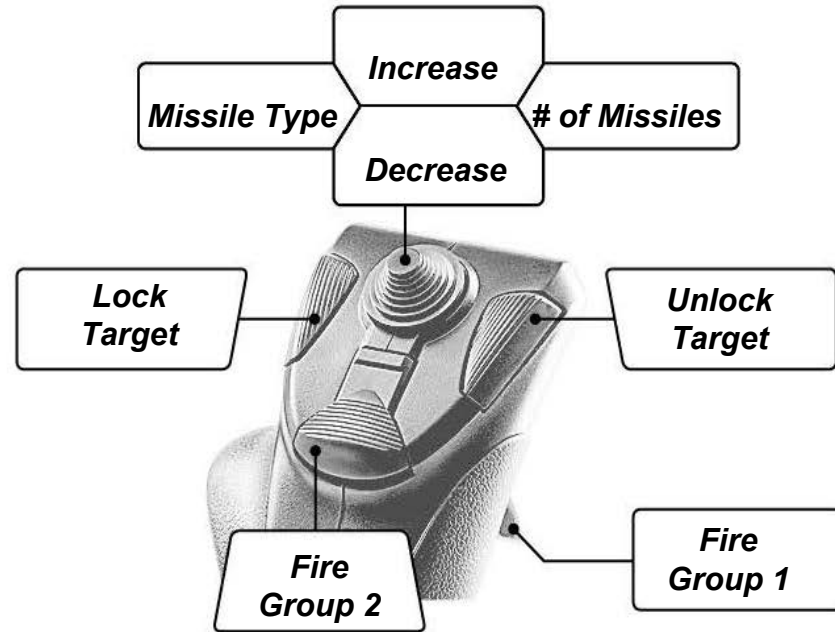 Increase
Missile Type
# of Missiles
Decrease
Lock
Target
Unlock
Target
Fire
Group 2
Fire
Group 1